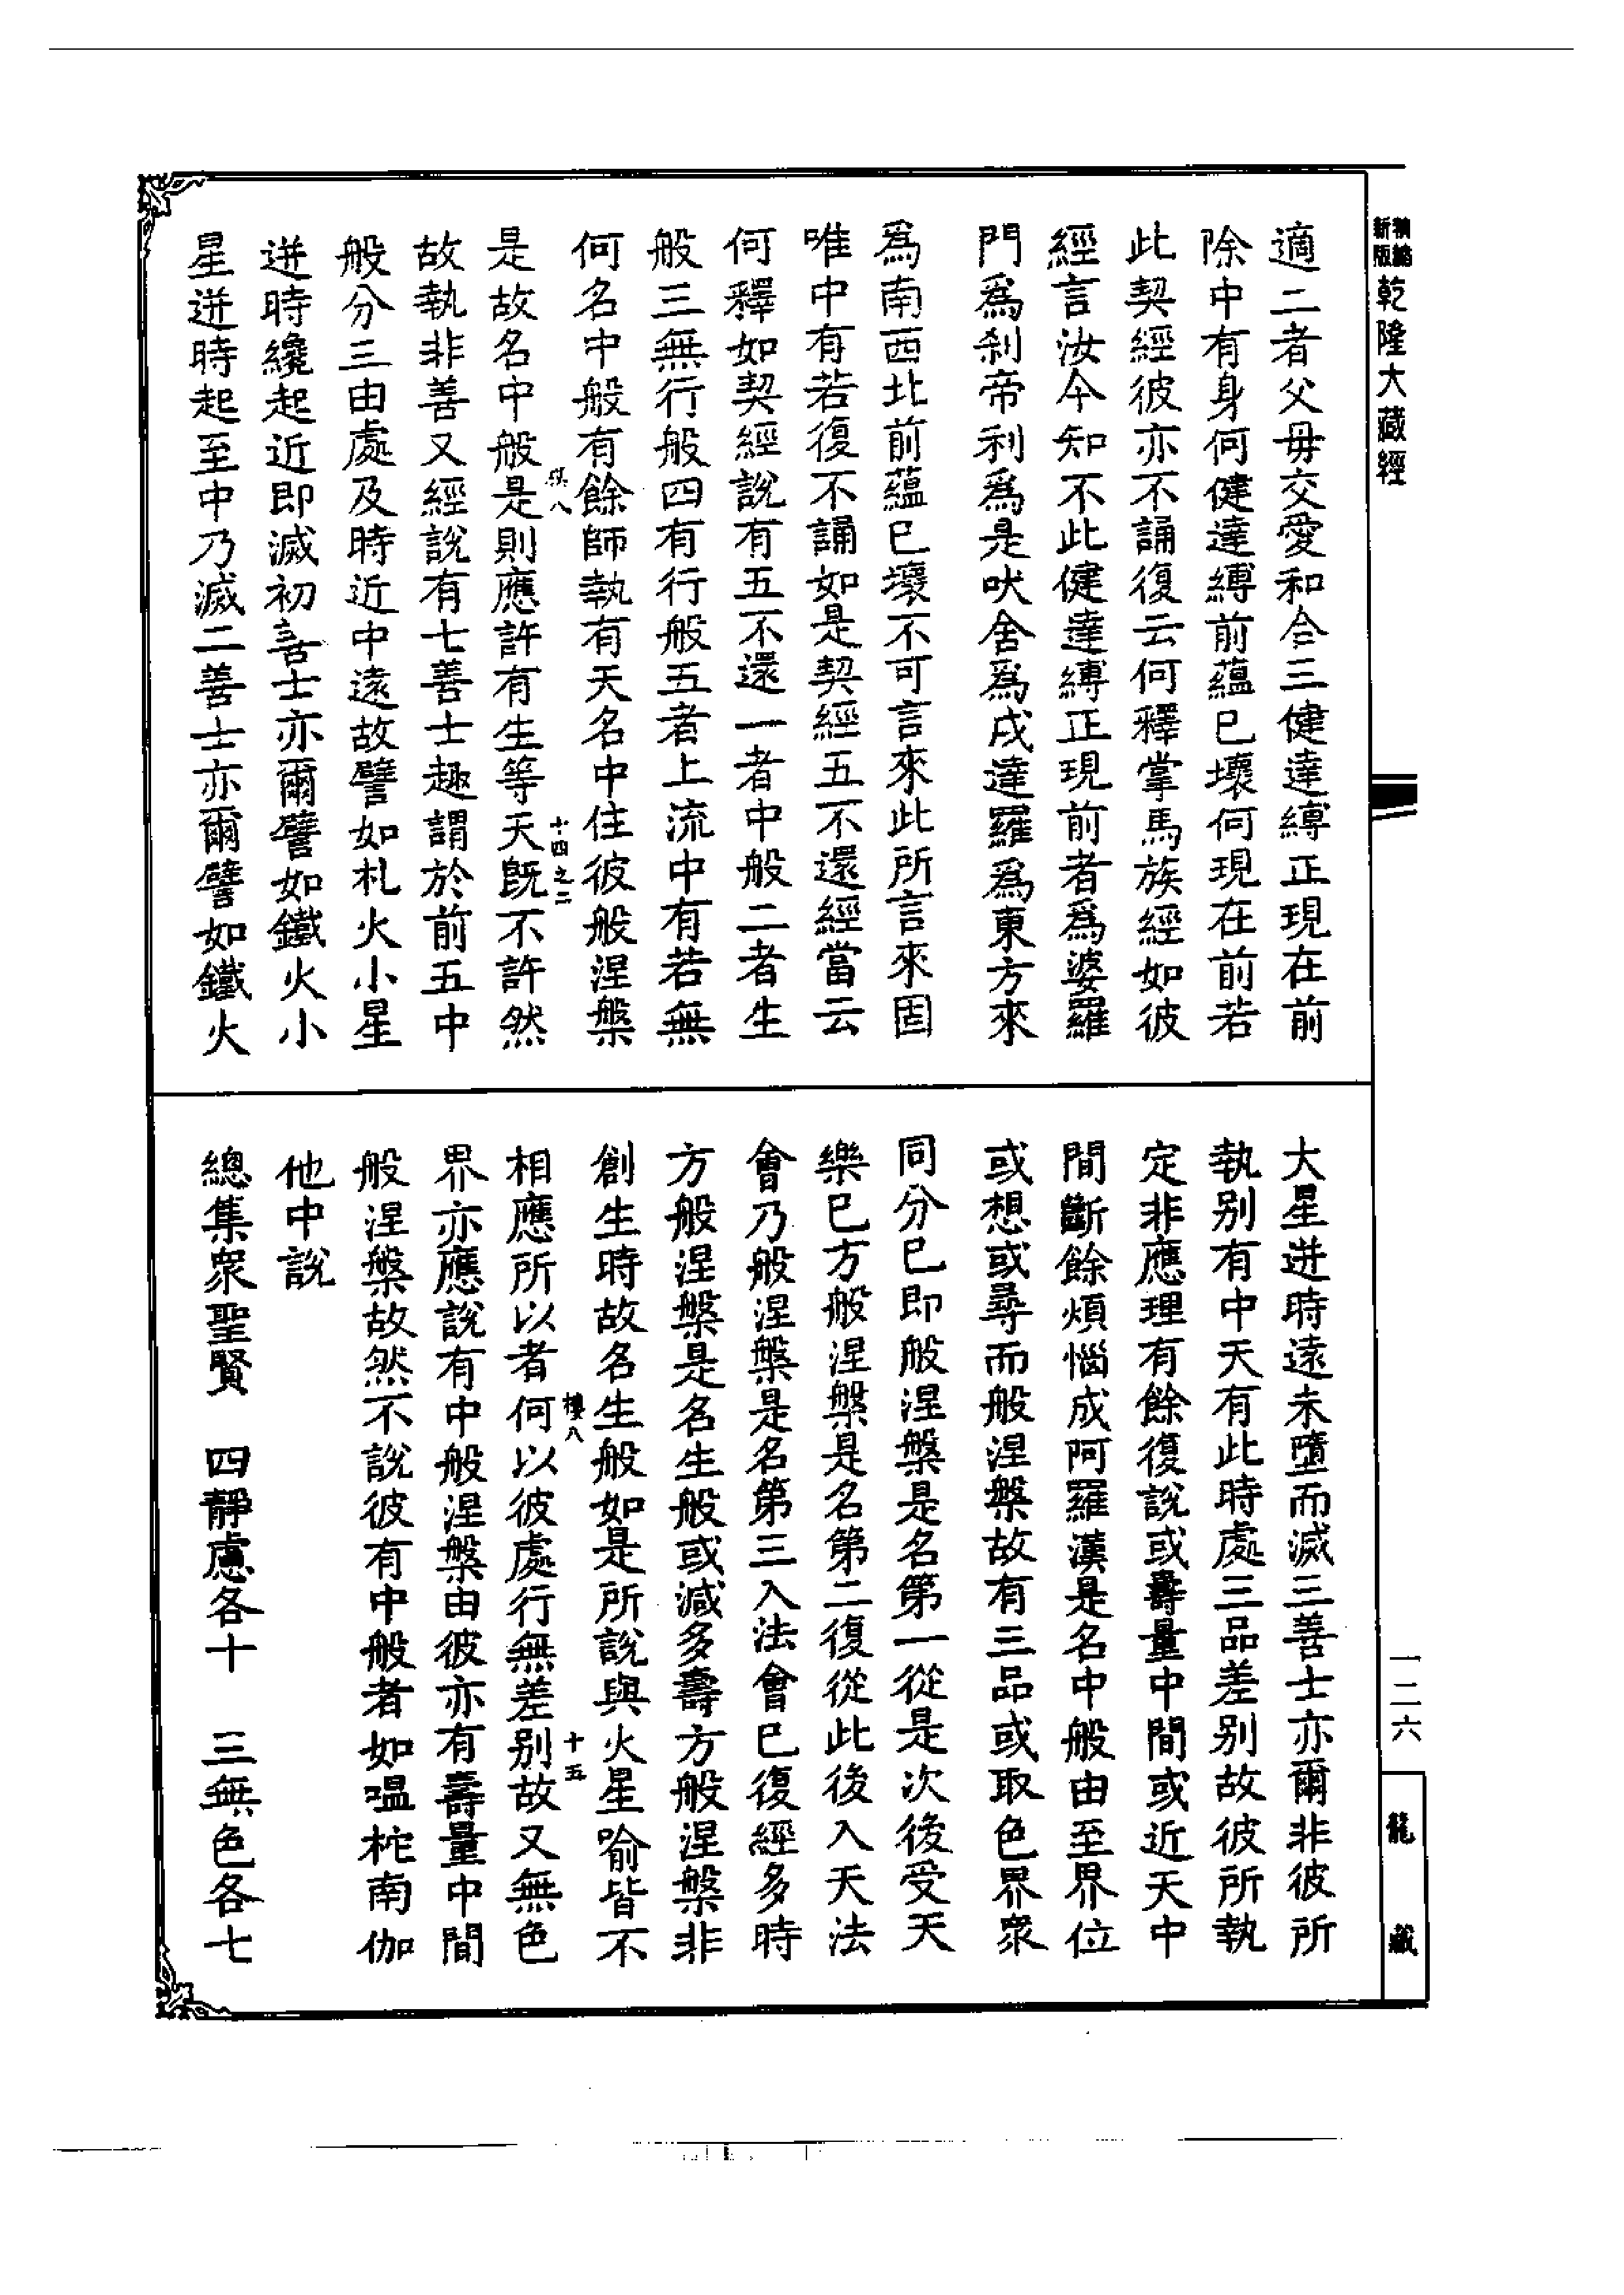 新編縮版
乾隆大藏經
適二者父母交愛和合三健達縛正現在前
除中有身何健達縛前蘊已壞何現在前若
此契經彼亦不誦復云何釋掌馬族經如彼
經言汝今知不此健達縛正現前者爲婆羅
門爲刹帝利爲是吠舍爲戍達羅爲東方來
爲南西北前蘊已壞不可言來此所言來固
唯中有若復不誦如是契經五不還經當云
何釋如契經說有五不還一者中般二者生
般三無行般四有行般五者上流中有若無
何名中般有餘師執有天名中住彼般涅槃
是故名中般是則應許有生等天旣不許然
八
十四之二
故執非善又經說有七善士趣謂於前五中
般分三由處及時近中遠故譬如札火小星
迸時纔起近即滅初善士亦爾譬如鐵火小
星迸時起至中乃滅二善士亦爾譬如鐵火
大星迸時遠未墮而滅三善士亦爾非彼所
執别有中天有此時處三品差别故彼所執
定非應理有餘復說或壽量中間或近天中
間斷餘煩惱成阿羅漢是名中般由至界位
或想或尋而般涅槃故有三品或取色界衆
同分已即般涅槃是名第一從是次後受天
樂已方般涅槃是名第二復從此後入天法
會乃般涅槃是名第三入法會已復經多時
方般涅槃是名生般或減多壽方般涅槃非
創生時故名生般如是所說與火星喻皆不
相應所以者何以彼處行無差别故又無色
八
十五
界亦應說有中般涅槃由彼亦有壽量中間
般涅槃故然不說彼有中般者如嗢柁南伽
他中說
總集衆聖賢 四靜慮各十 三無色各七
一二六
龍藏